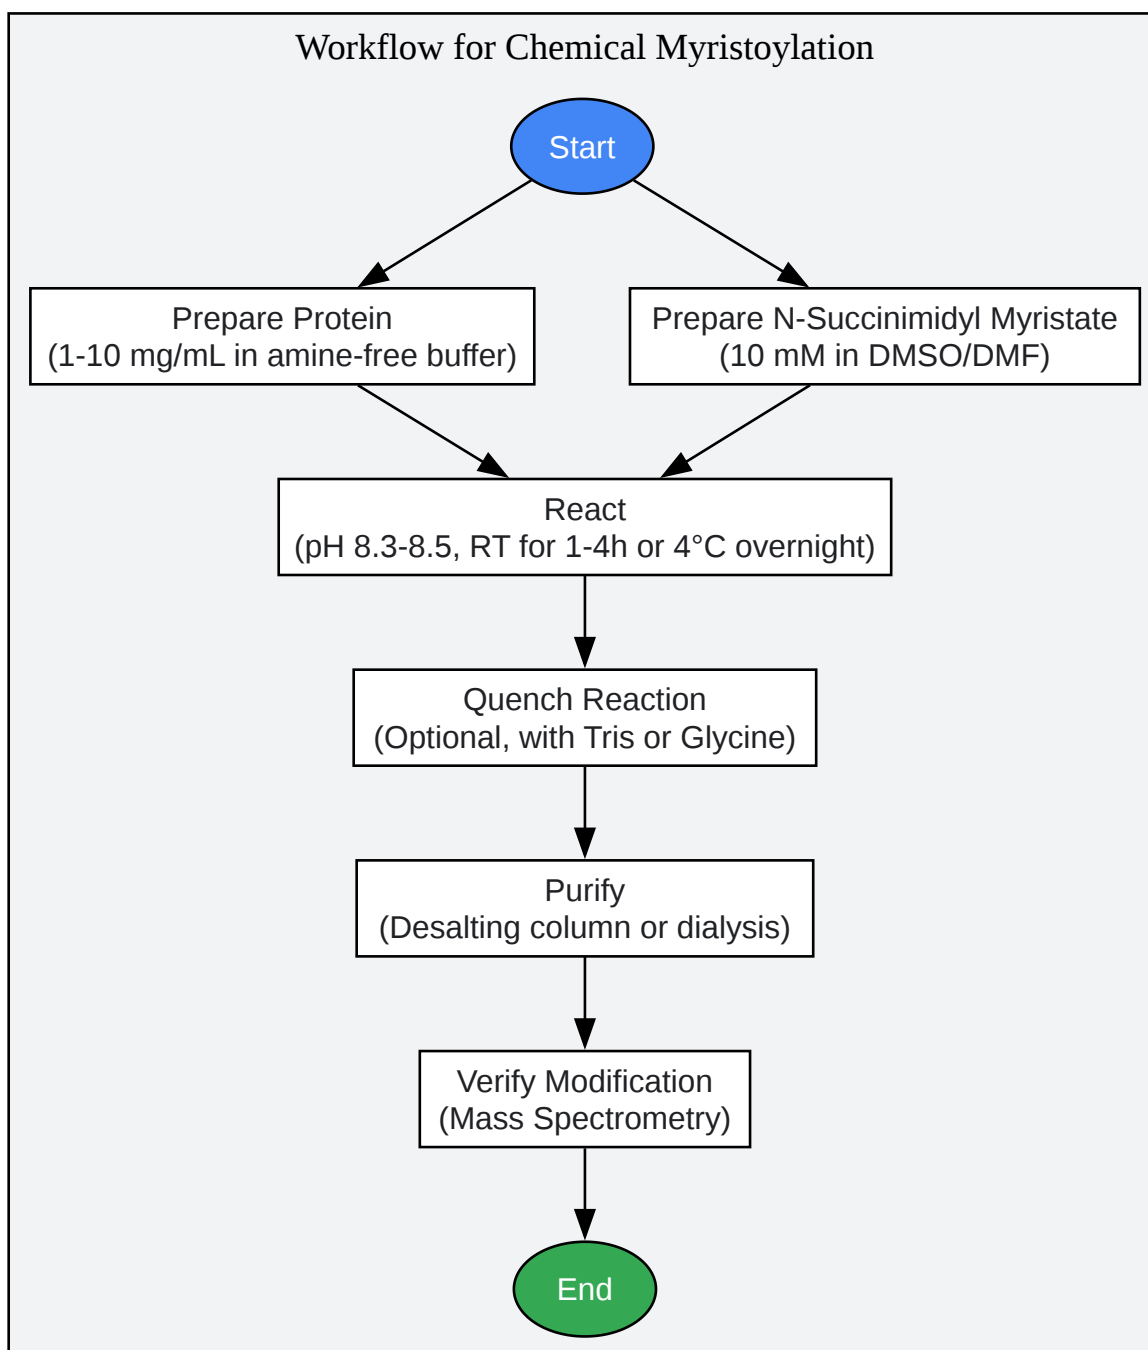 Workflow for Chemical Myristoylation
Start
Prepare Protein
(1-10 mg/mL in amine-free buffer)
Prepare N-Succinimidyl Myristate
(10 mM in DMSO/DMF)
React
(pH 8.3-8.5, RT for 1-4h or 4°C overnight)
Quench Reaction
(Optional, with Tris or Glycine)
Purify
(Desalting column or dialysis)
Verify Modification
(Mass Spectrometry)
End